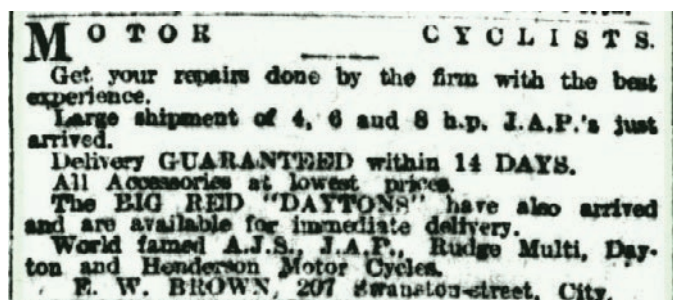 MOTOR CYCLISTS.
Get your repairs done by the firm with the best
experience.
Large shipment of 4, 6 and 8 h.p. J.A.P.'s just
arrived.
Delivery GUARANTEED within 14 DAYS.
All Accessories at lowest prices.
The BIG RED "DAYTONS" have also arrived
and are available for immediate delivery.
World famed A.J.S., J.A.P., Rudge Multi, Day-
ton and Henderson Motor Cycles.
E. W. BROWN, 207 Swanston-street, City.